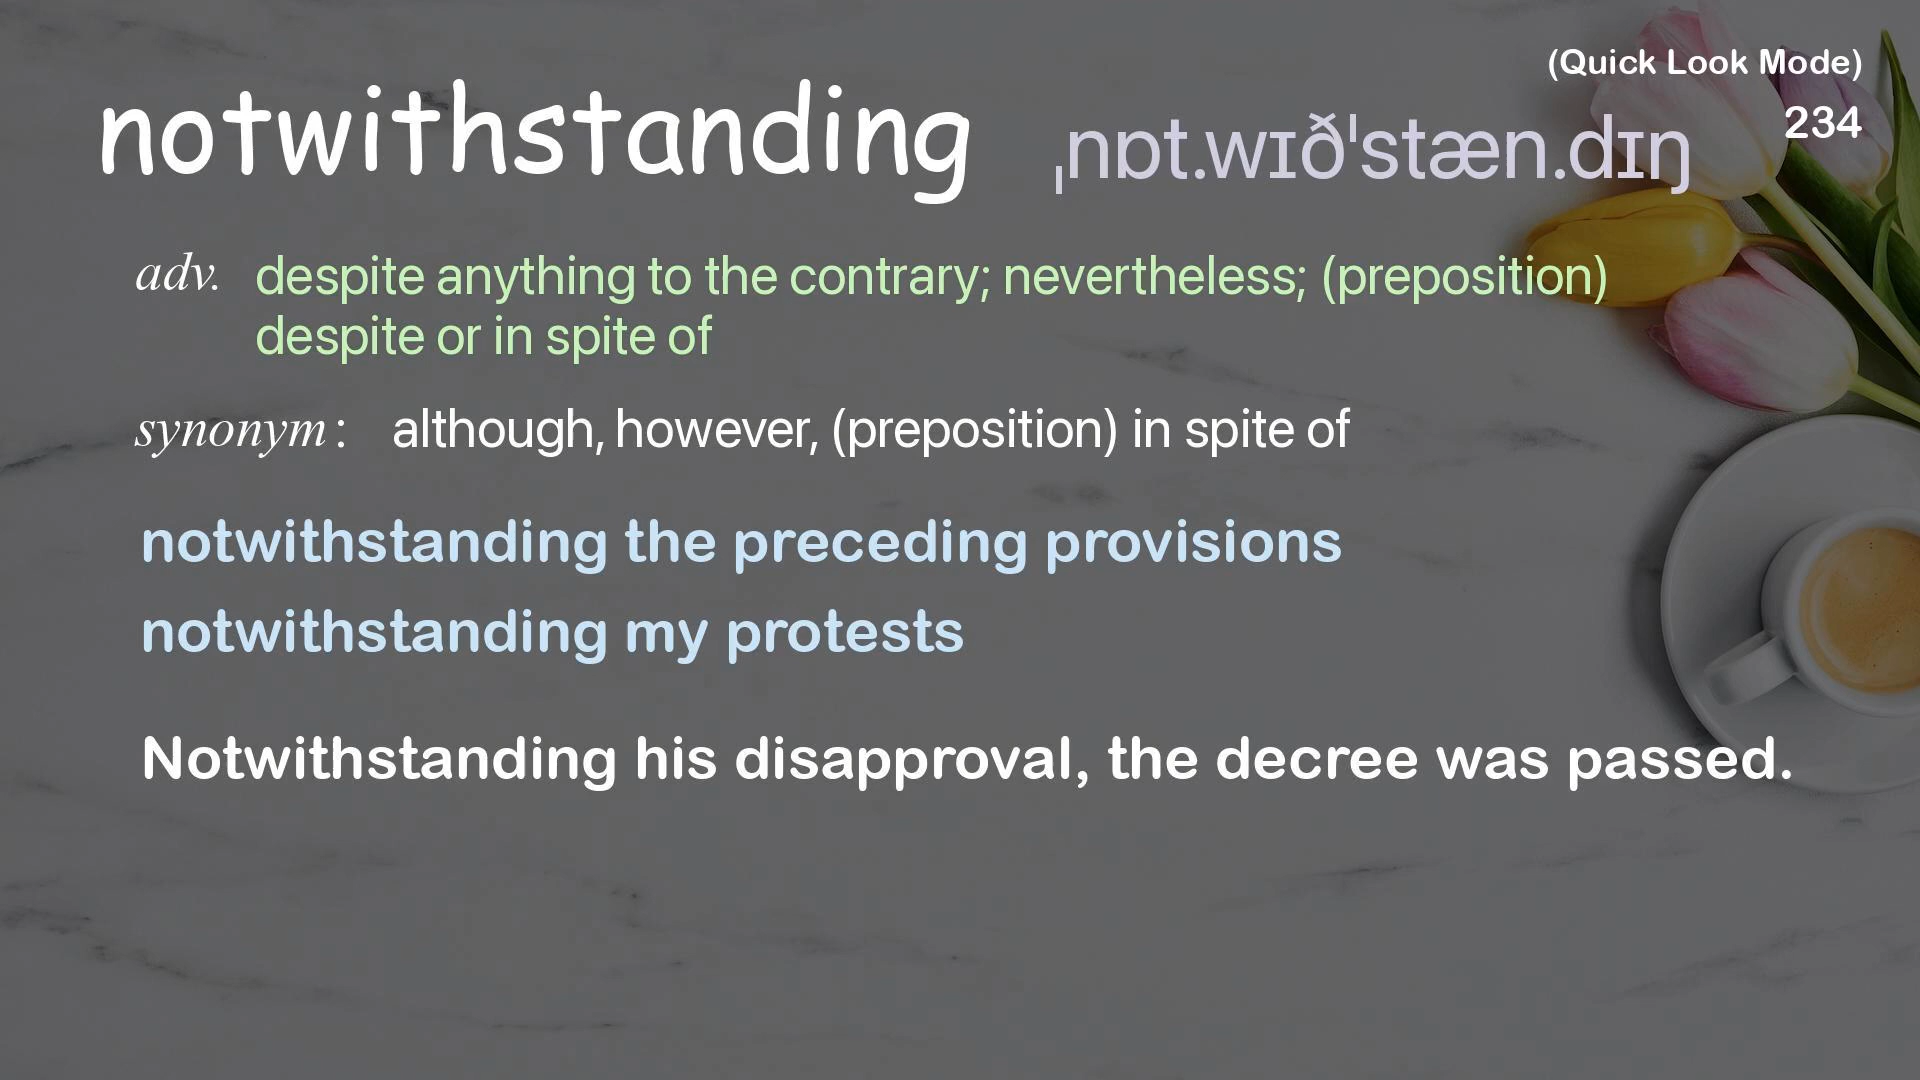 (Quick Look Mode)
notwithstanding ˌnɒt.wɪðˈstæn.dɪŋ 234
adv. despite anything to the contrary; nevertheless; (preposition)
despite or in spite of
synonym : although, however, (preposition) in spite of
notwithstanding the preceding provisions
notwithstanding my protests
Notwithstanding his disapproval, the decree was passed.